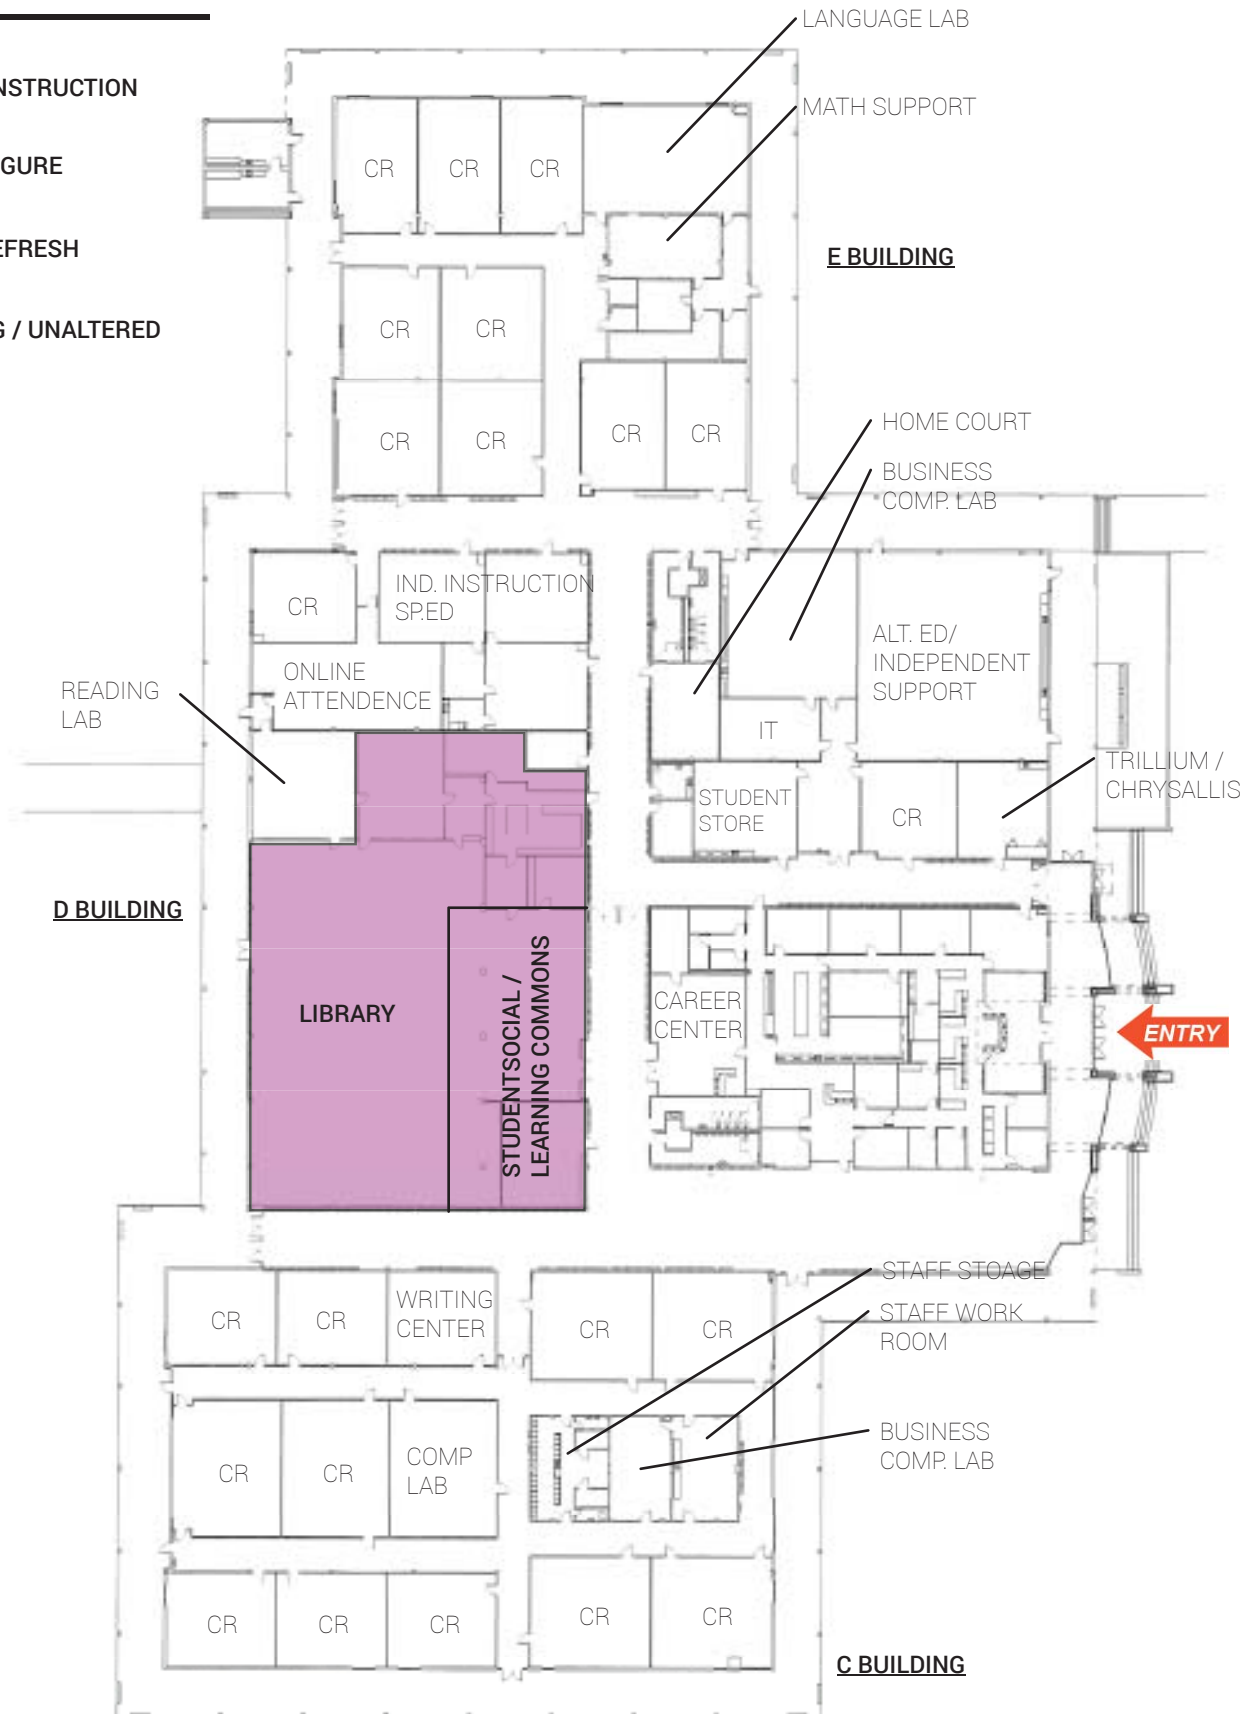 LANGUAGE LAB
NSTRUCTION
MATH SUPPORT
GURE
CR
CR
CR
EFRESH
E BUILDING
G / UNALTERED
CR
CR
CR
CR
CR
CR
HOME COURT
BUSINESS
COMP. LAB
IND. INSTRUCTION
SP.ED
CR
ALT. ED/
INDEPENDENT
SUPPORT
ONLINE
ATTENDENCE
READING
LAB
IT
TRILLIUM /
CHRYSALLIS
STUDENT
STORE
CR
D BUILDING
LIBRARY
STUDENTSOCIAL /
LEARNING COMMONS
CAREER
CENTER
ENTRY
STAFF STOAGE
WRITING
CENTER
CR
CR
CR
CR
STAFF WORK
ROOM
BUSINESS
COMP. LAB
CR
CR
COMP
LAB
CR
CR
CR
CR
CR
C BUILDING